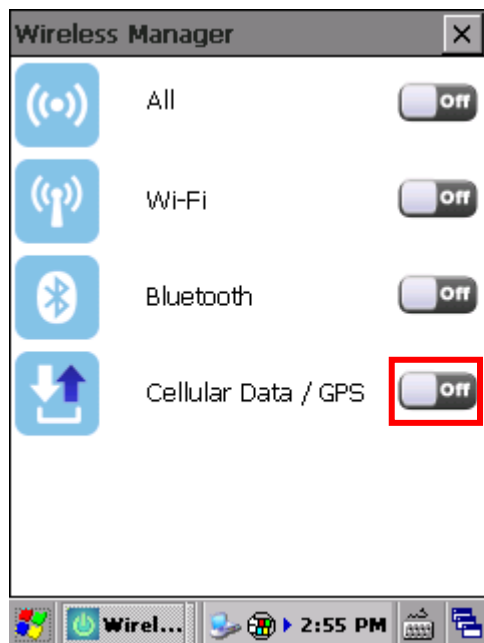 Wireless Manager
All Off
Wi-Fi Off
Bluetooth Off
Cellular Data / GPS Off
Wirel... 2:55 PM